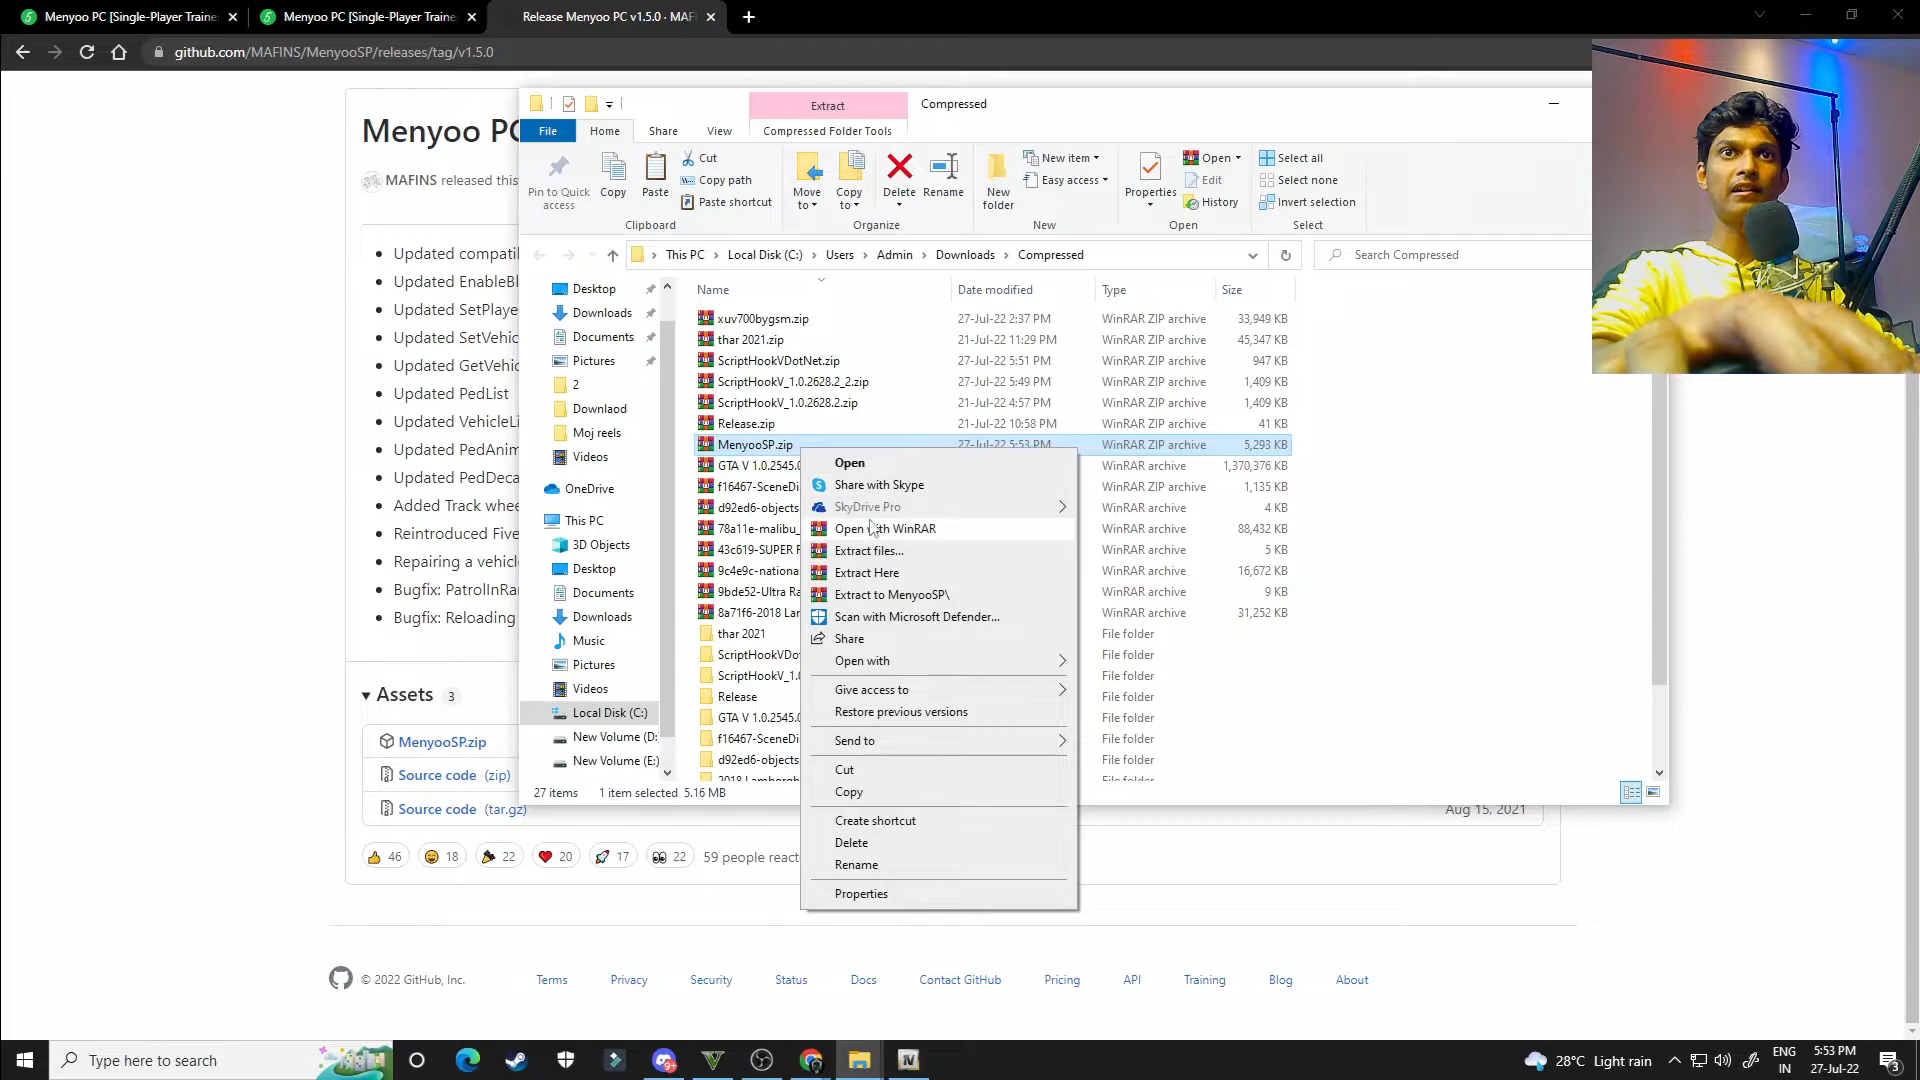 Menyoo PC [Single-Player Traine
Menyoo PC [Single-Player Traine
Release Menyoo PC v1.5.0 · MAF
github.com/MAFINS/MenyooSP/releases/tag/v1.5.0
Menyoo PC
MAFINS released this
Updated compatil
Updated EnableBl
Updated SetPlaye
Updated SetVehic
Updated GetVehic
Updated PedList
Updated VehicleLi
Updated PedAnim
Updated PedDeca
Added Track whee
Reintroduced Five
Repairing a vehicl
Bugfix: PatrolInRar
Bugfix: Reloading
Assets 3
MenyooSP.zip
Source code (zip)
Source code (tar.gz)
Aug 15, 2021
46 18 22 20 17 22 59 people react
© 2022 GitHub, Inc. Terms Privacy Security Status Docs Contact GitHub Pricing API Training Blog About
Extract
Compressed
File Home Share View Compressed Folder Tools
Pin to Quick access
Copy
Paste
Cut
Copy path
Paste shortcut
Clipboard
Move to
Copy to
Delete
Rename
Organize
New folder
New item
Easy access
New
Properties
Open
Edit
History
Open
Select all
Select none
Invert selection
Select
This PC > Local Disk (C:) > Users > Admin > Downloads > Compressed
Search Compressed
Desktop
Downloads
Documents
Pictures
2
Downlaod
Moj reels
Videos
OneDrive
This PC
3D Objects
Desktop
Documents
Downloads
Music
Pictures
Videos
Local Disk (C:)
New Volume (D:
New Volume (E:)
Name Date modified Type Size
xuv700bygsm.zip 27-Jul-22 2:37 PM WinRAR ZIP archive 33,949 KB
thar 2021.zip 21-Jul-22 11:29 PM WinRAR ZIP archive 45,347 KB
ScriptHookVDotNet.zip 27-Jul-22 5:51 PM WinRAR ZIP archive 947 KB
ScriptHookV_1.0.2628.2_2.zip 27-Jul-22 5:49 PM WinRAR ZIP archive 1,409 KB
ScriptHookV_1.0.2628.2.zip 21-Jul-22 4:57 PM WinRAR ZIP archive 1,409 KB
Release.zip 21-Jul-22 10:58 PM WinRAR ZIP archive 41 KB
MenyooSP.zip 27-Jul-22 5:53 PM WinRAR ZIP archive 5,293 KB
GTA V 1.0.2545.0 WinRAR archive 1,370,376 KB
f16467-SceneDi WinRAR ZIP archive 1,135 KB
d92ed6-objects WinRAR archive 4 KB
78a11e-malibu_ WinRAR archive 88,432 KB
43c619-SUPER F WinRAR archive 5 KB
9c4e9c-nationa WinRAR archive 16,672 KB
9bde52-Ultra Ra WinRAR archive 9 KB
8a71f6-2018 Lan WinRAR archive 31,252 KB
thar 2021 File folder
ScriptHookVDot File folder
ScriptHookV_1.0 File folder
Release File folder
GTA V 1.0.2545.0 File folder
f16467-SceneDi File folder
d92ed6-objects File folder
2018 Lamborgh File folder
27 items 1 item selected 5.16 MB
Open
Share with Skype
SkyDrive Pro
Open with WinRAR
Extract files...
Extract Here
Extract to MenyooSP\
Scan with Microsoft Defender...
Share
Open with
Give access to
Restore previous versions
Send to
Cut
Copy
Create shortcut
Delete
Rename
Properties
Type here to search
28°C Light rain
ENG
IN
5:53 PM
27-Jul-22
3